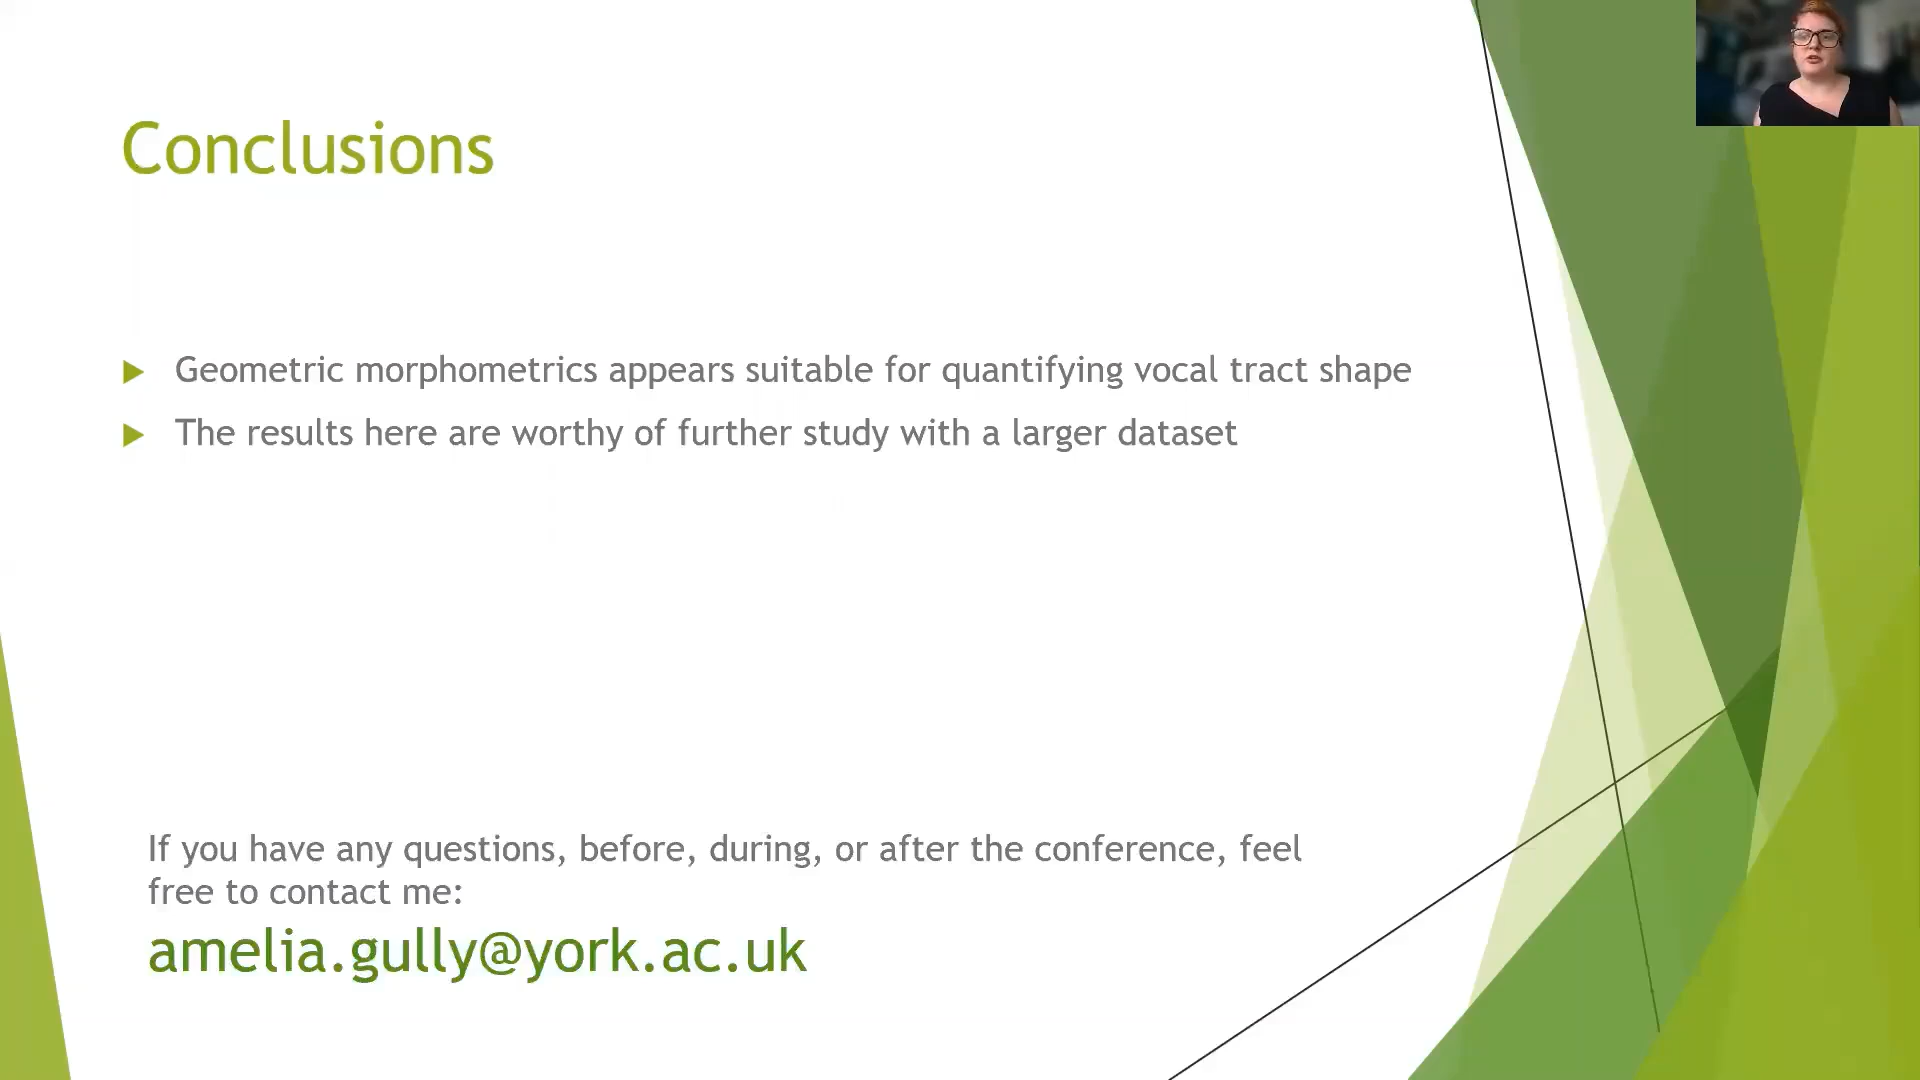 Conclusions
Geometric morphometrics appears suitable for quantifying vocal tract shape
The results here are worthy of further study with a larger dataset
If you have any questions, before, during, or after the conference, feel
free to contact me:
amelia.gully@york.ac.uk